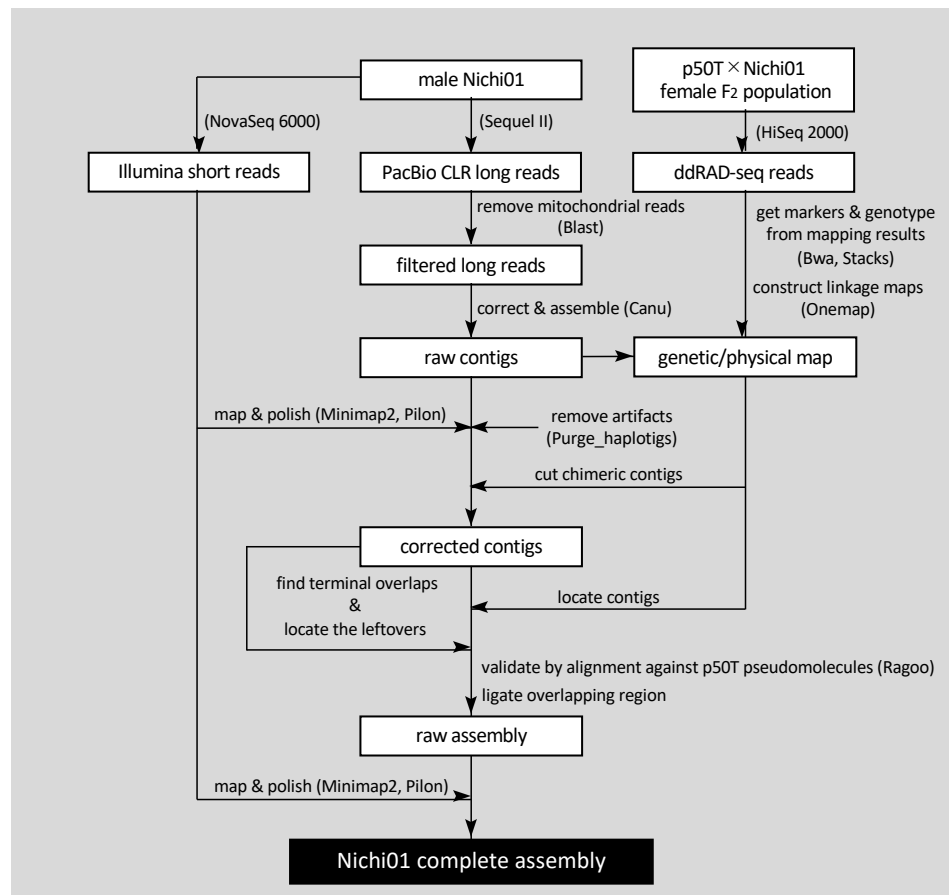 male Nichi01
p50T×Nichi01
female F2 population
(NovaSeq 6000)
(Sequel II)
(HiSeq 2000)
Illumina short reads
PacBio CLR long reads
ddRAD-seq reads
remove mitochondrial reads
(Blast)
get markers & genotype
from mapping results
(Bwa, Stacks)
filtered long reads
correct & assemble (Canu)
construct linkage maps
(Onemap)
raw contigs
genetic/physical map
map & polish (Minimap2, Pilon)
remove artifacts
(Purge_haplotigs)
cut chimeric contigs
corrected contigs
find terminal overlaps
&
locate the leftovers
locate contigs
validate by alignment against p50T pseudomolecules (Ragoo)
ligate overlapping region
raw assembly
map & polish (Minimap2, Pilon)
Nichi01 complete assembly